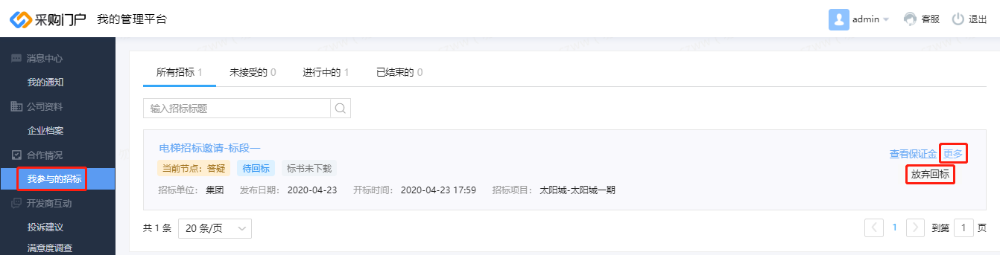 采购门户 我的管理平台 admin 客服 退出
消息中心
我的通知
公司资料
企业档案
合作情况
我参与的招标
开发商互动
投诉建议
满意度调查
所有招标 1 未接受的 0 进行中的 1 已结束的 0
输入招标标题
电梯招标邀请-标段一
查看保证金 更多
放弃回标
当前节点：答疑 待回标 标书未下载
招标单位： 集团 发布日期： 2020-04-23 开标时间： 2020-04-23 17:59 招标项目： 太阳城-太阳城一期
共 1 条 20 条/页 1 到第 1 页